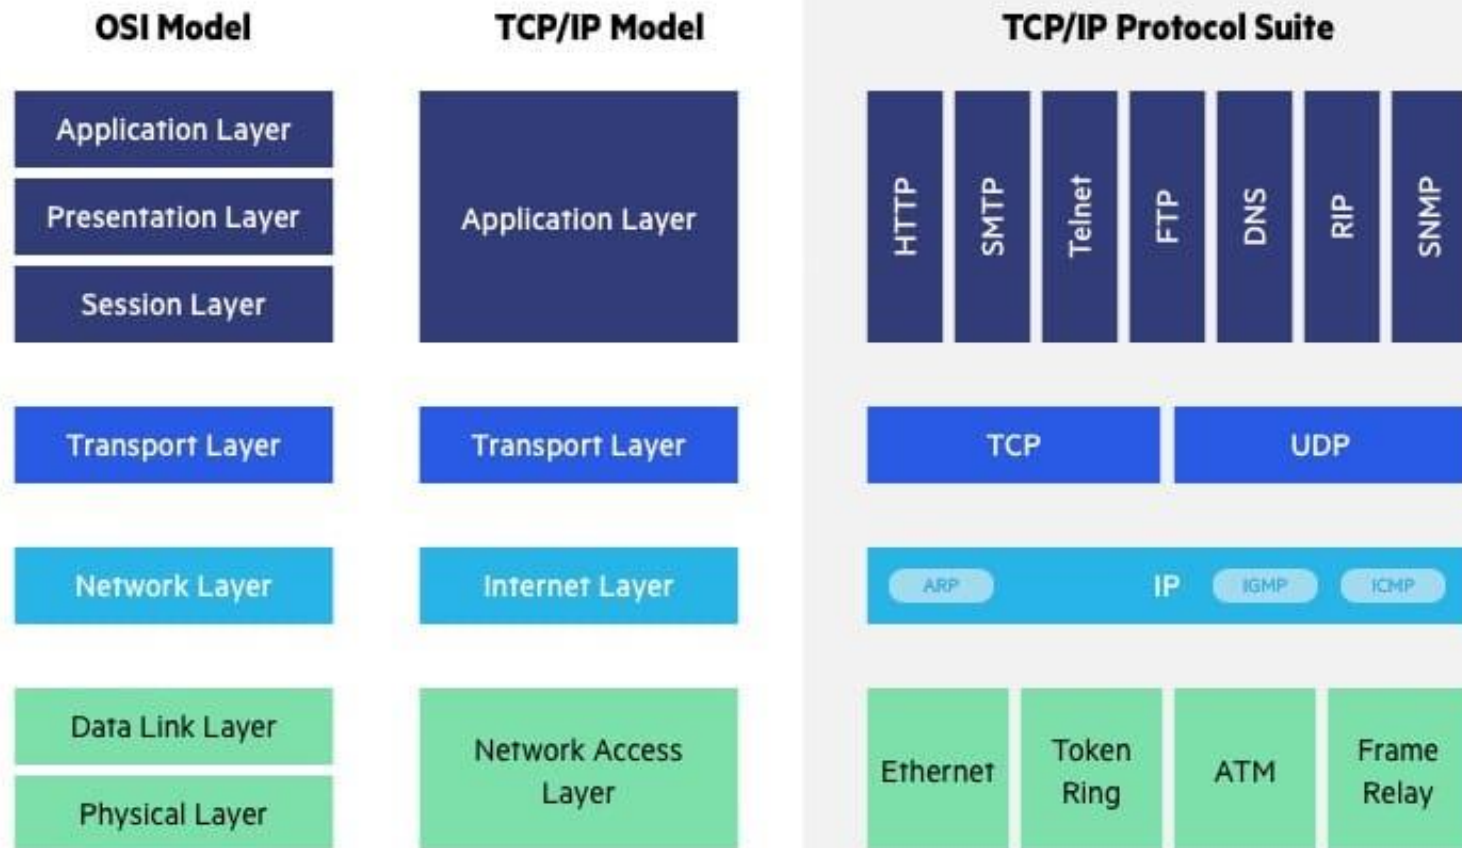 OSI Model
TCP/IP Model
TCP/IP Protocol Suite
Application Layer
Presentation Layer
Session Layer
Application Layer
HTTP
SMTP
Telnet
FTP
DNS
RIP
SNMP
Transport Layer
Transport Layer
TCP
UDP
Network Layer
Internet Layer
ARP
IP
IGMP
ICMP
Data Link Layer
Physical Layer
Network Access
Layer
Ethernet
Token
Ring
ATM
Frame
Relay